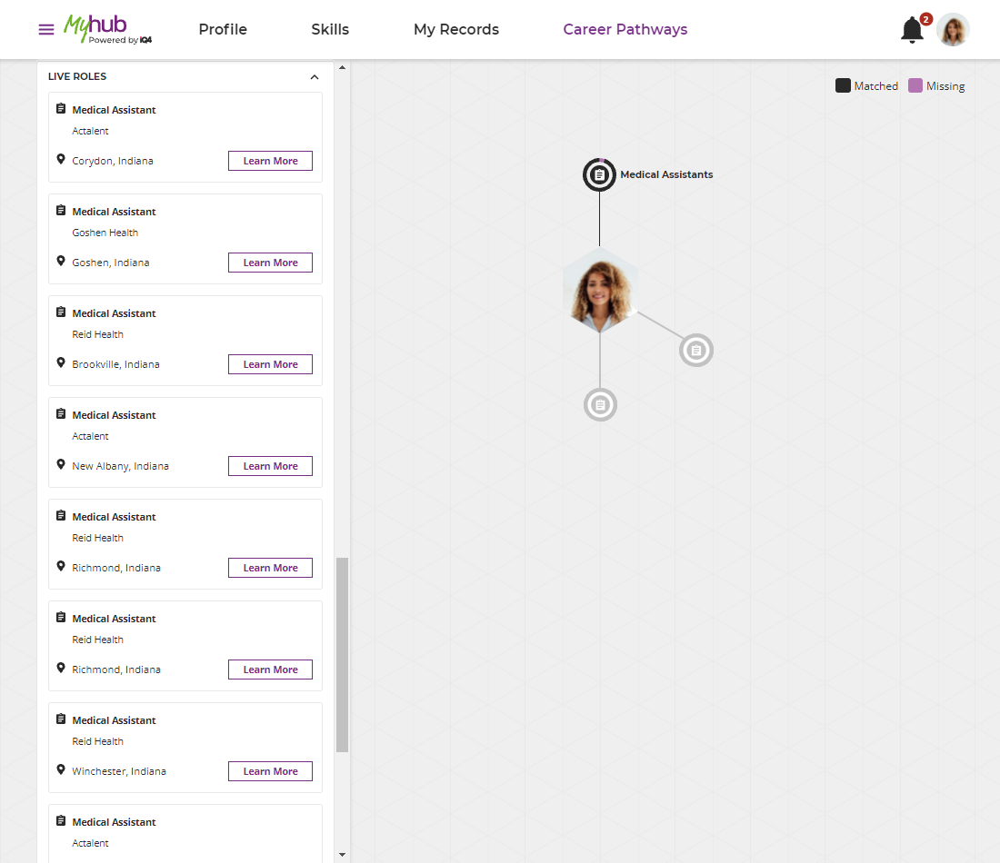 Myhub
Powered by iQ4
Profile
Skills
My Records
Career Pathways
2
LIVE ROLES
Medical Assistant
Actalent
Corydon, Indiana
Learn More
Medical Assistant
Goshen Health
Goshen, Indiana
Learn More
Medical Assistant
Reid Health
Brookville, Indiana
Learn More
Medical Assistant
Actalent
New Albany, Indiana
Learn More
Medical Assistant
Reid Health
Richmond, Indiana
Learn More
Medical Assistant
Reid Health
Richmond, Indiana
Learn More
Medical Assistant
Reid Health
Winchester, Indiana
Learn More
Medical Assistant
Actalent
Matched
Missing
Medical Assistants